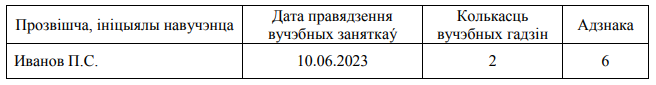 Прозвішча, ініцыялы навучэнца
Дата правядзення
вучэбных заняткаў
Колькасць
вучэбных гадзін
Адзнака
Иванов П.С.
10.06.2023
2
6